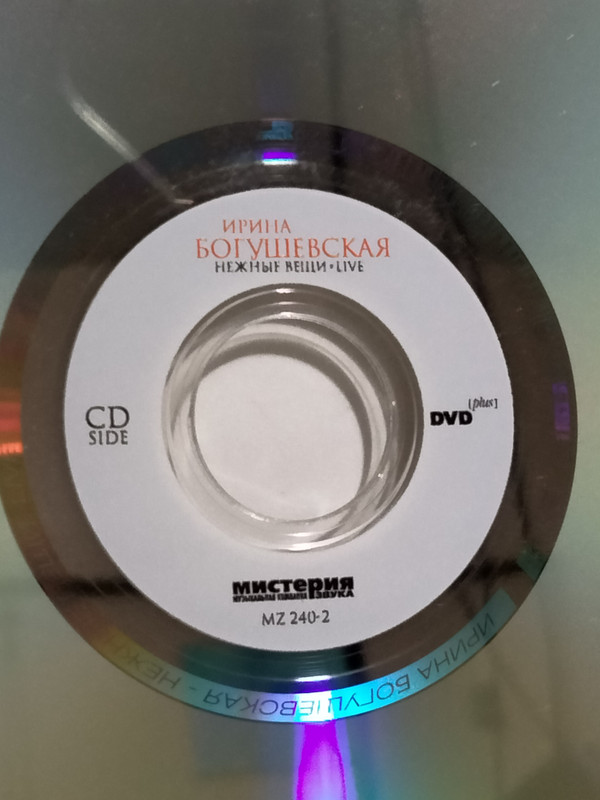 ИРИНА
БОГУШЕВСКАЯ
НЕЖНЫЕ ВЕЩИ • LIVE
CD
SIDE
DVD [plus]
мистерия
звука
MZ 240-2
ИРИНА БОГУШЕВСКАЯ - НЕЖ